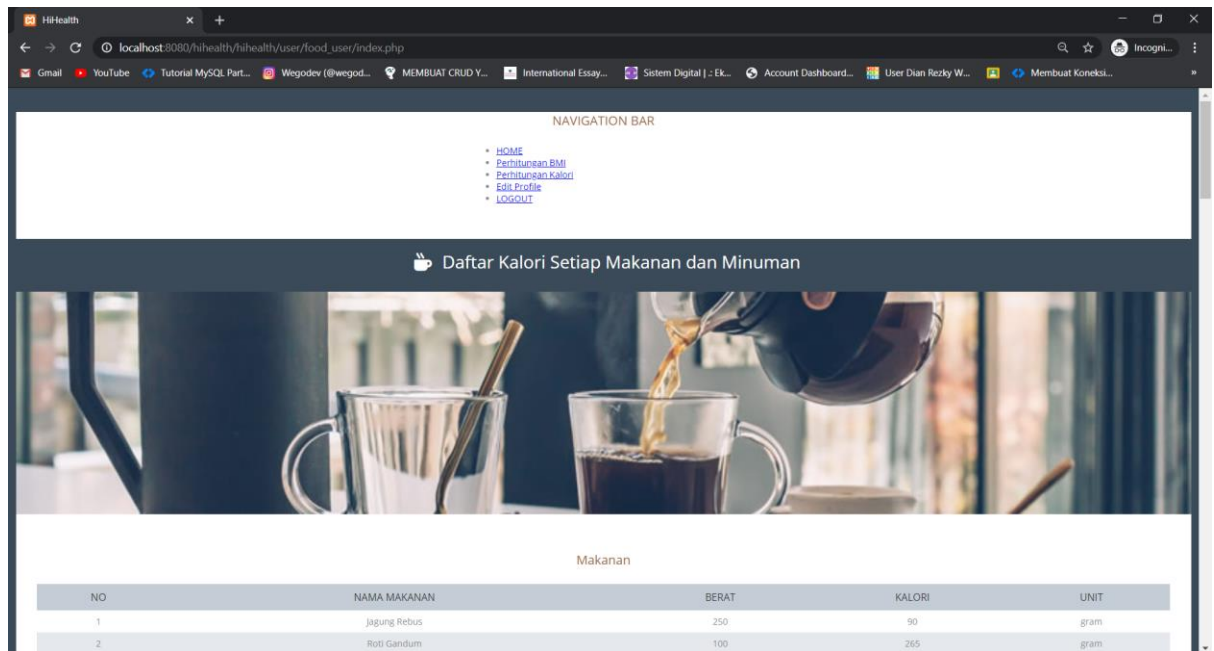 HiHealth
localhost:8080/hihealth/hihealth/user/food_user/index.php
Incogni...
Gmail YouTube Tutorial MySQL Part... Wegodev (@wegod... MEMBUAT CRUD Y... International Essay... Sistem Digital | .: Ek... Account Dashboard... User Dian Rezky W... Membuat Koneksi... »
NAVIGATION BAR
• HOME
• Perhitungan BMI
• Perhitungan Kalori
• Edit Profile
• LOGOUT
Daftar Kalori Setiap Makanan dan Minuman
Makanan
NO NAMA MAKANAN BERAT KALORI UNIT
1 Jagung Rebus 250 90 gram
2 Roti Gandum 100 265 gram